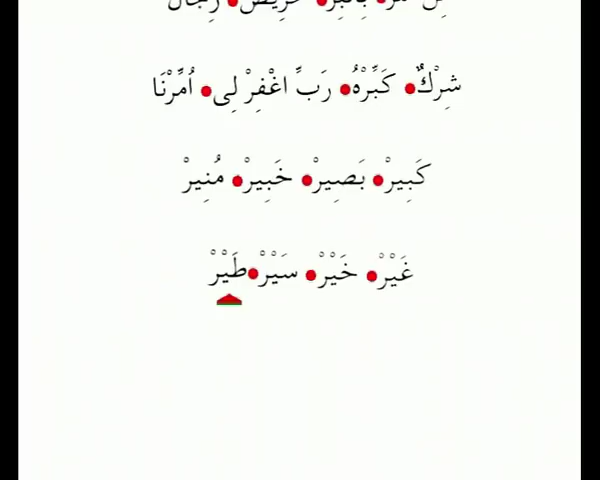 شِرْكٌ • كَبِّرْهُ • رَبِّ اغْفِرْ لِى • اُمِّرْنَا
كَبِيرْ • بَصِيرْ • خَبِيرْ • مُنِيرْ
غَيْرْ • خَيْرْ • سَيْرْ • طَيْرْ